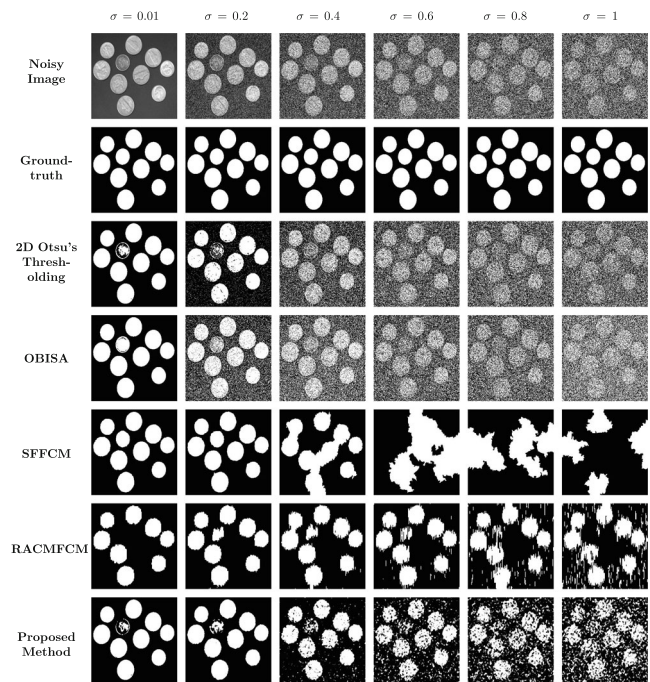 σ = 0.01 σ = 0.2 σ = 0.4 σ = 0.6 σ = 0.8 σ = 1
Noisy
Image
Ground-
truth
2D Otsu's
Thresh-
olding
OBISA
SFFCM
RACMFCM
Proposed
Method